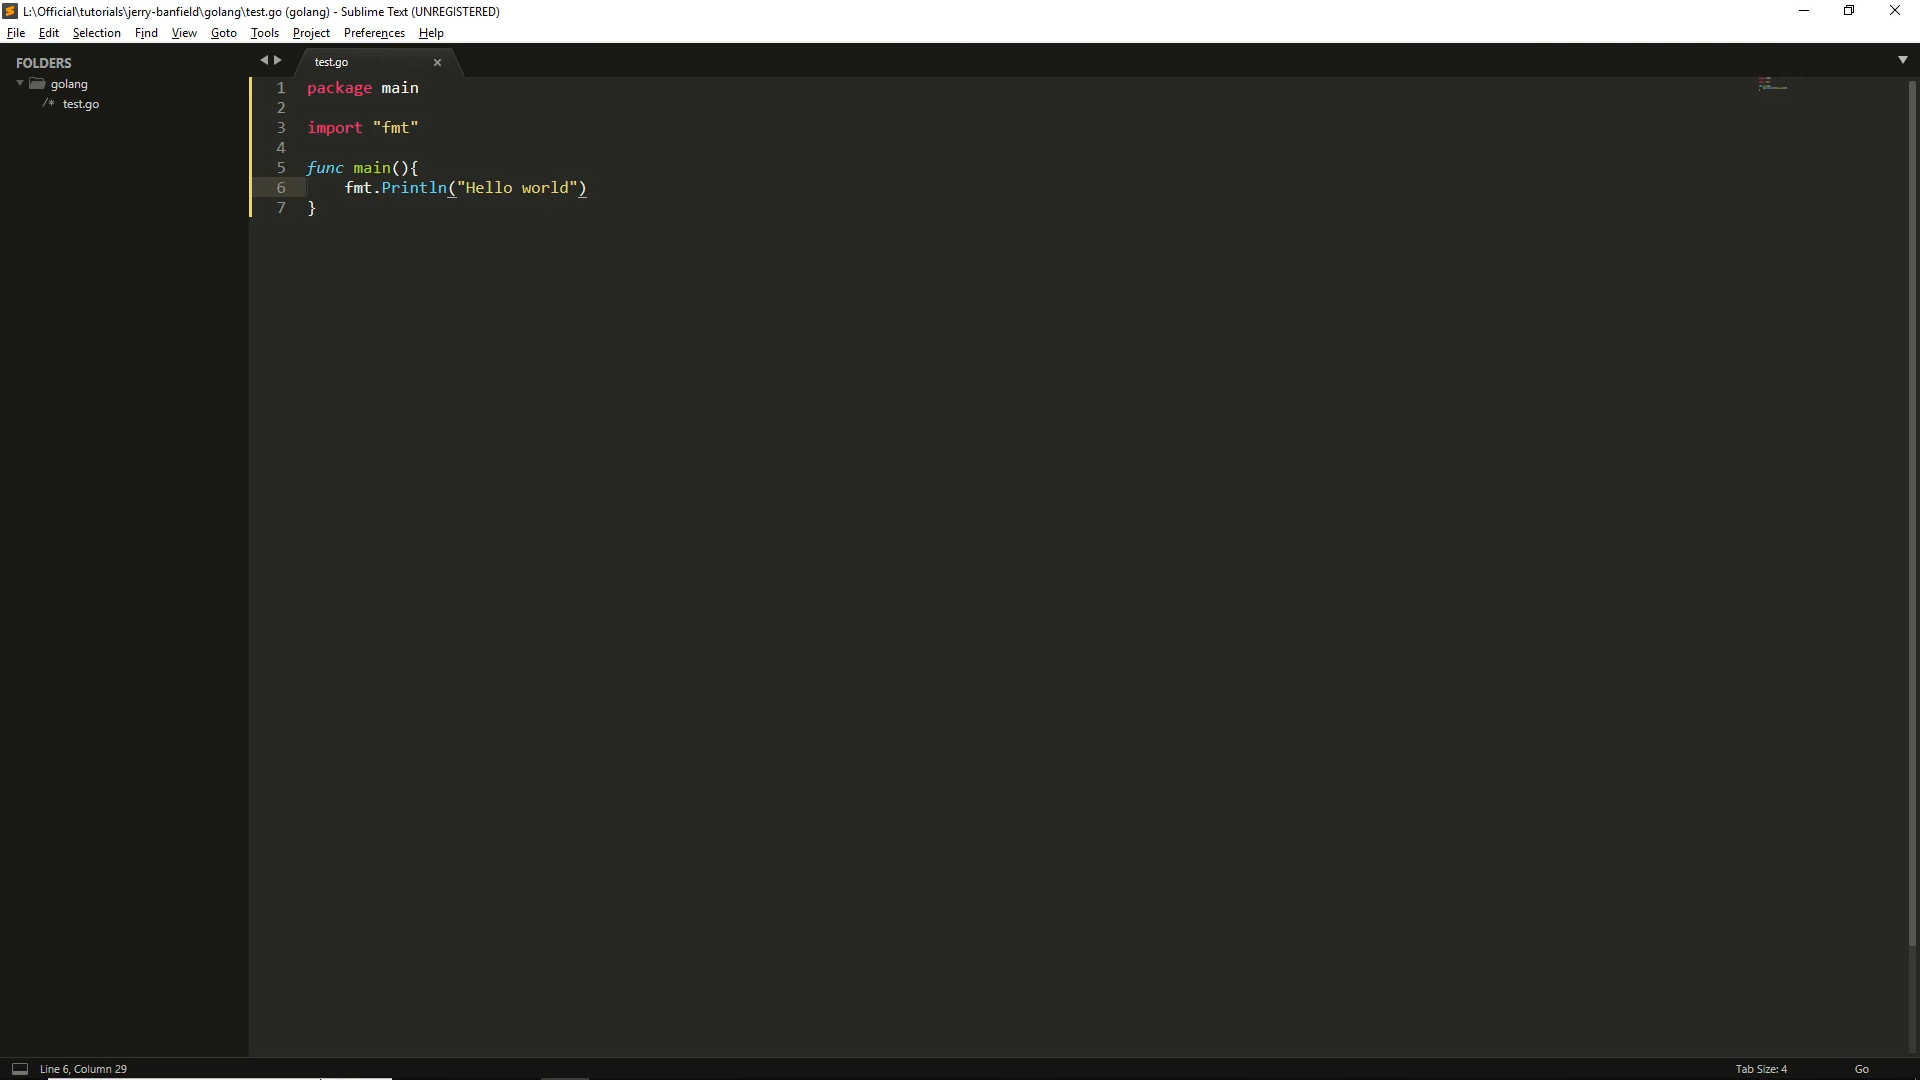 L:\Official\tutorials\jerry-banfield\golang\test.go (golang) - Sublime Text (UNREGISTERED)
File Edit Selection Find View Goto Tools Project Preferences Help
FOLDERS
golang
/* test.go
test.go
1 package main
2
3 import "fmt"
4
5 func main(){
6 fmt.Println("Hello world")
7 }
Line 6, Column 29
Tab Size: 4
Go